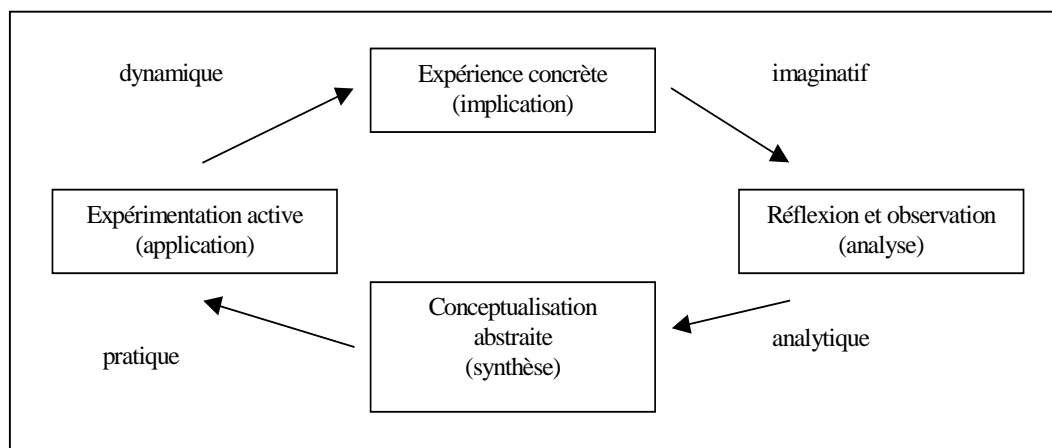 dynamique
Expérience concrète
(implication)
imaginatif
Expérimentation active
(application)
Réflexion et observation
(analyse)
Conceptualisation
abstraite
(synthèse)
pratique
analytique